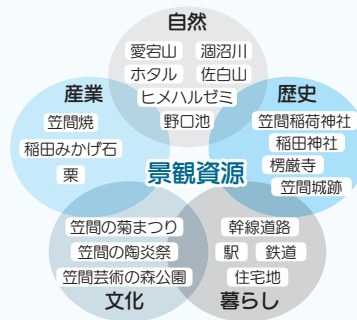 自然
愛宕山 涸沼川
ホタル 佐白山
ヒメハルゼミ
野口池
産業
笠間焼
稲田みかげ石
栗
歴史
笠間稲荷神社
稲田神社
楞厳寺
笠間城跡
景観資源
笠間の菊まつり
笠間の陶炎祭
笠間芸術の森公園
文化
幹線道路
駅 鉄道
住宅地
暮らし